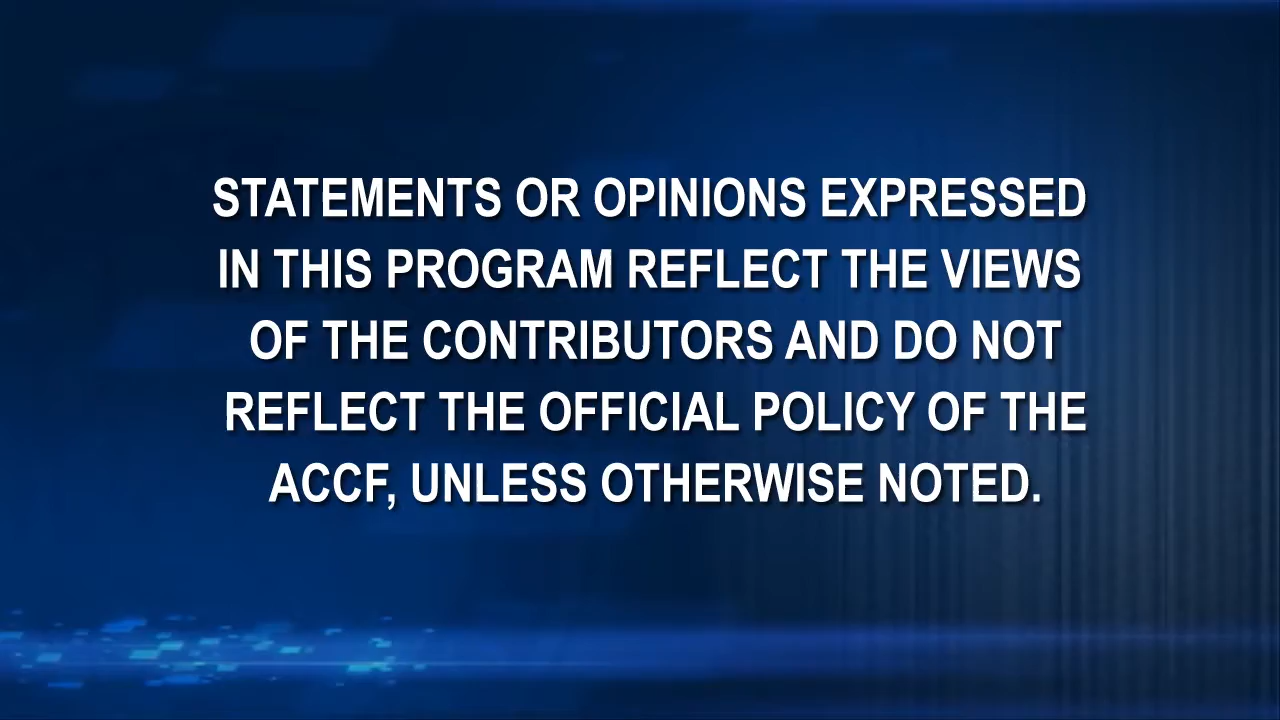 STATEMENTS OR OPINIONS EXPRESSED
IN THIS PROGRAM REFLECT THE VIEWS
OF THE CONTRIBUTORS AND DO NOT
REFLECT THE OFFICIAL POLICY OF THE
ACCF, UNLESS OTHERWISE NOTED.